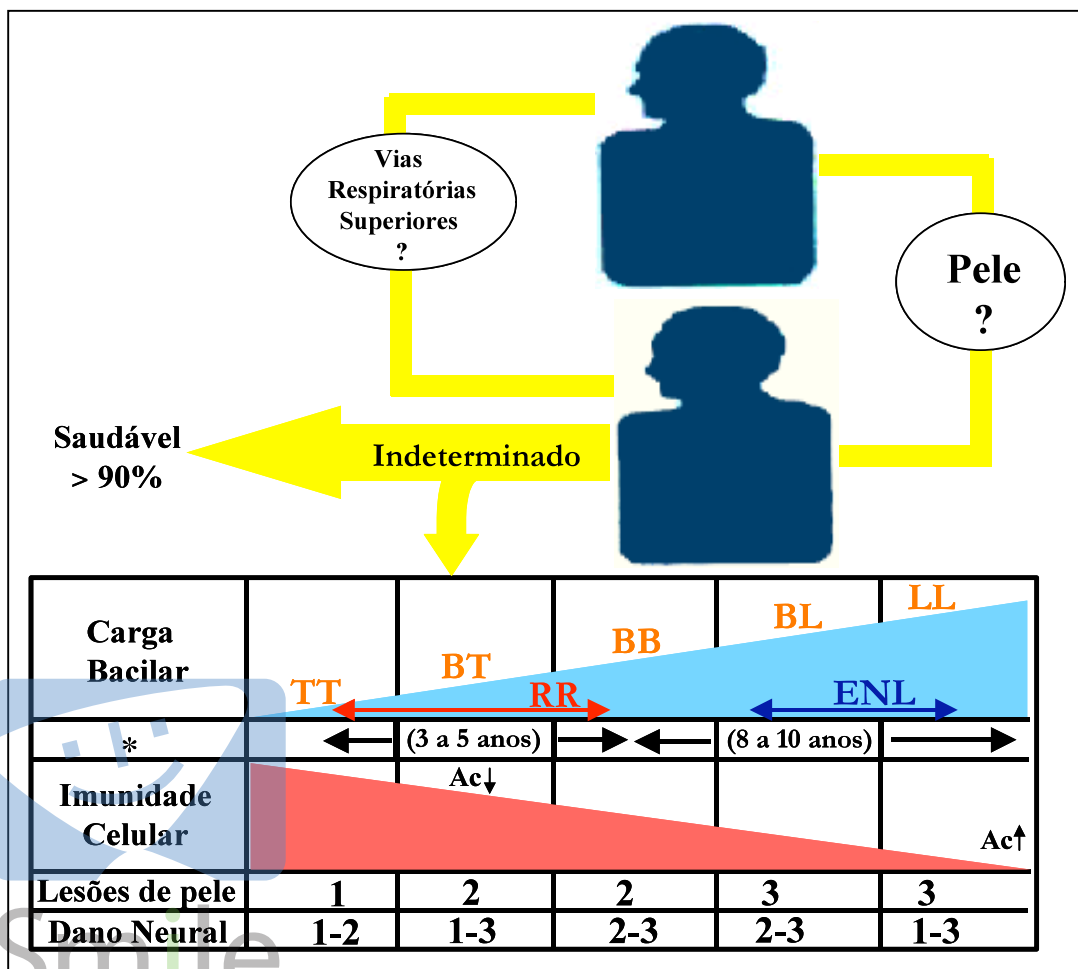 Vias
Respiratórias
Superiores
?
Pele
?
Saudável
> 90%
Indeterminado
Carga
Bacilar
TT
BT
BB
BL
LL
RR
ENL
*
(3 a 5 anos)
(8 a 10 anos)
Imunidade
Celular
Ac↓
Ac↑
Lesões de pele 1 2 2 3 3
Dano Neural 1-2 1-3 2-3 2-3 1-3
Smile